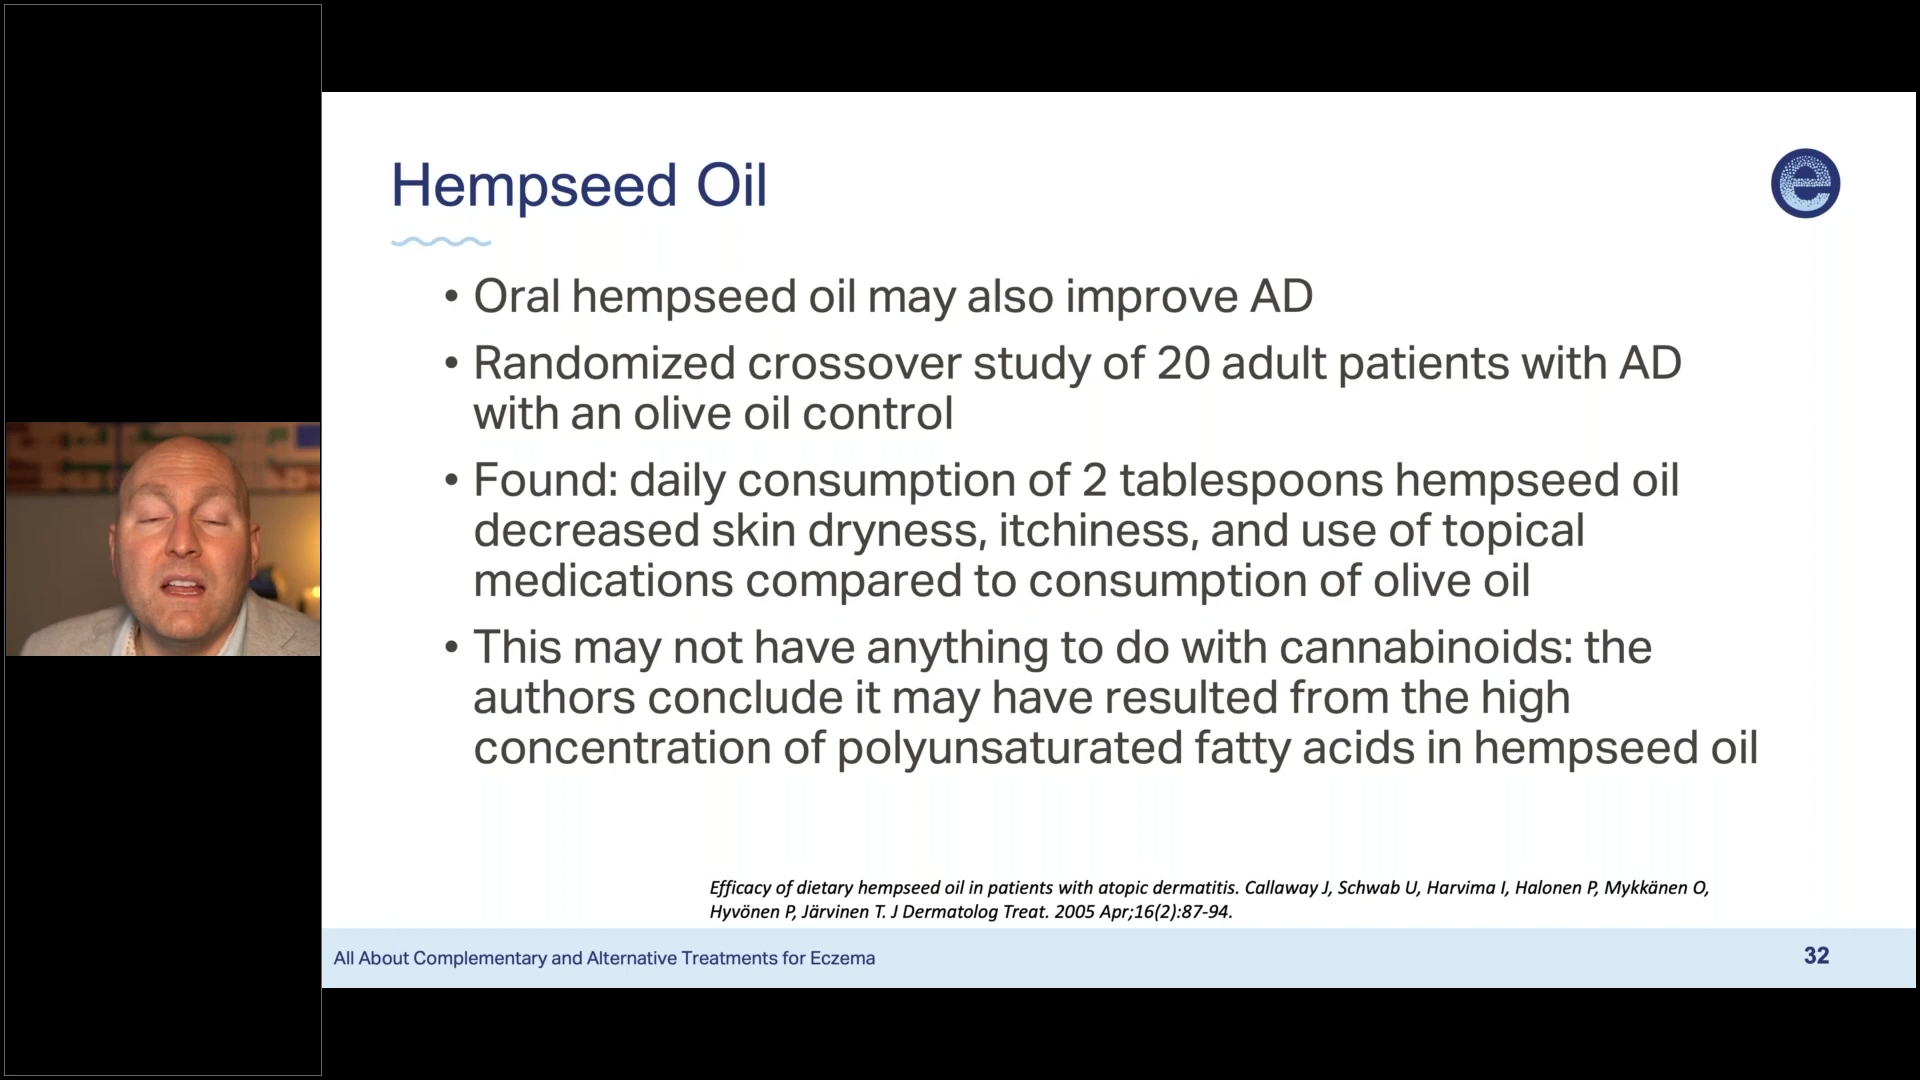 Hempseed Oil
e
• Oral hempseed oil may also improve AD
• Randomized crossover study of 20 adult patients with AD
with an olive oil control
• Found: daily consumption of 2 tablespoons hempseed oil
decreased skin dryness, itchiness, and use of topical
medications compared to consumption of olive oil
• This may not have anything to do with cannabinoids: the
authors conclude it may have resulted from the high
concentration of polyunsaturated fatty acids in hempseed oil
Efficacy of dietary hempseed oil in patients with atopic dermatitis. Callaway J, Schwab U, Harvima I, Halonen P, Mykkänen O,
Hyvönen P, Järvinen T. J Dermatolog Treat. 2005 Apr;16(2):87-94.
All About Complementary and Alternative Treatments for Eczema
32